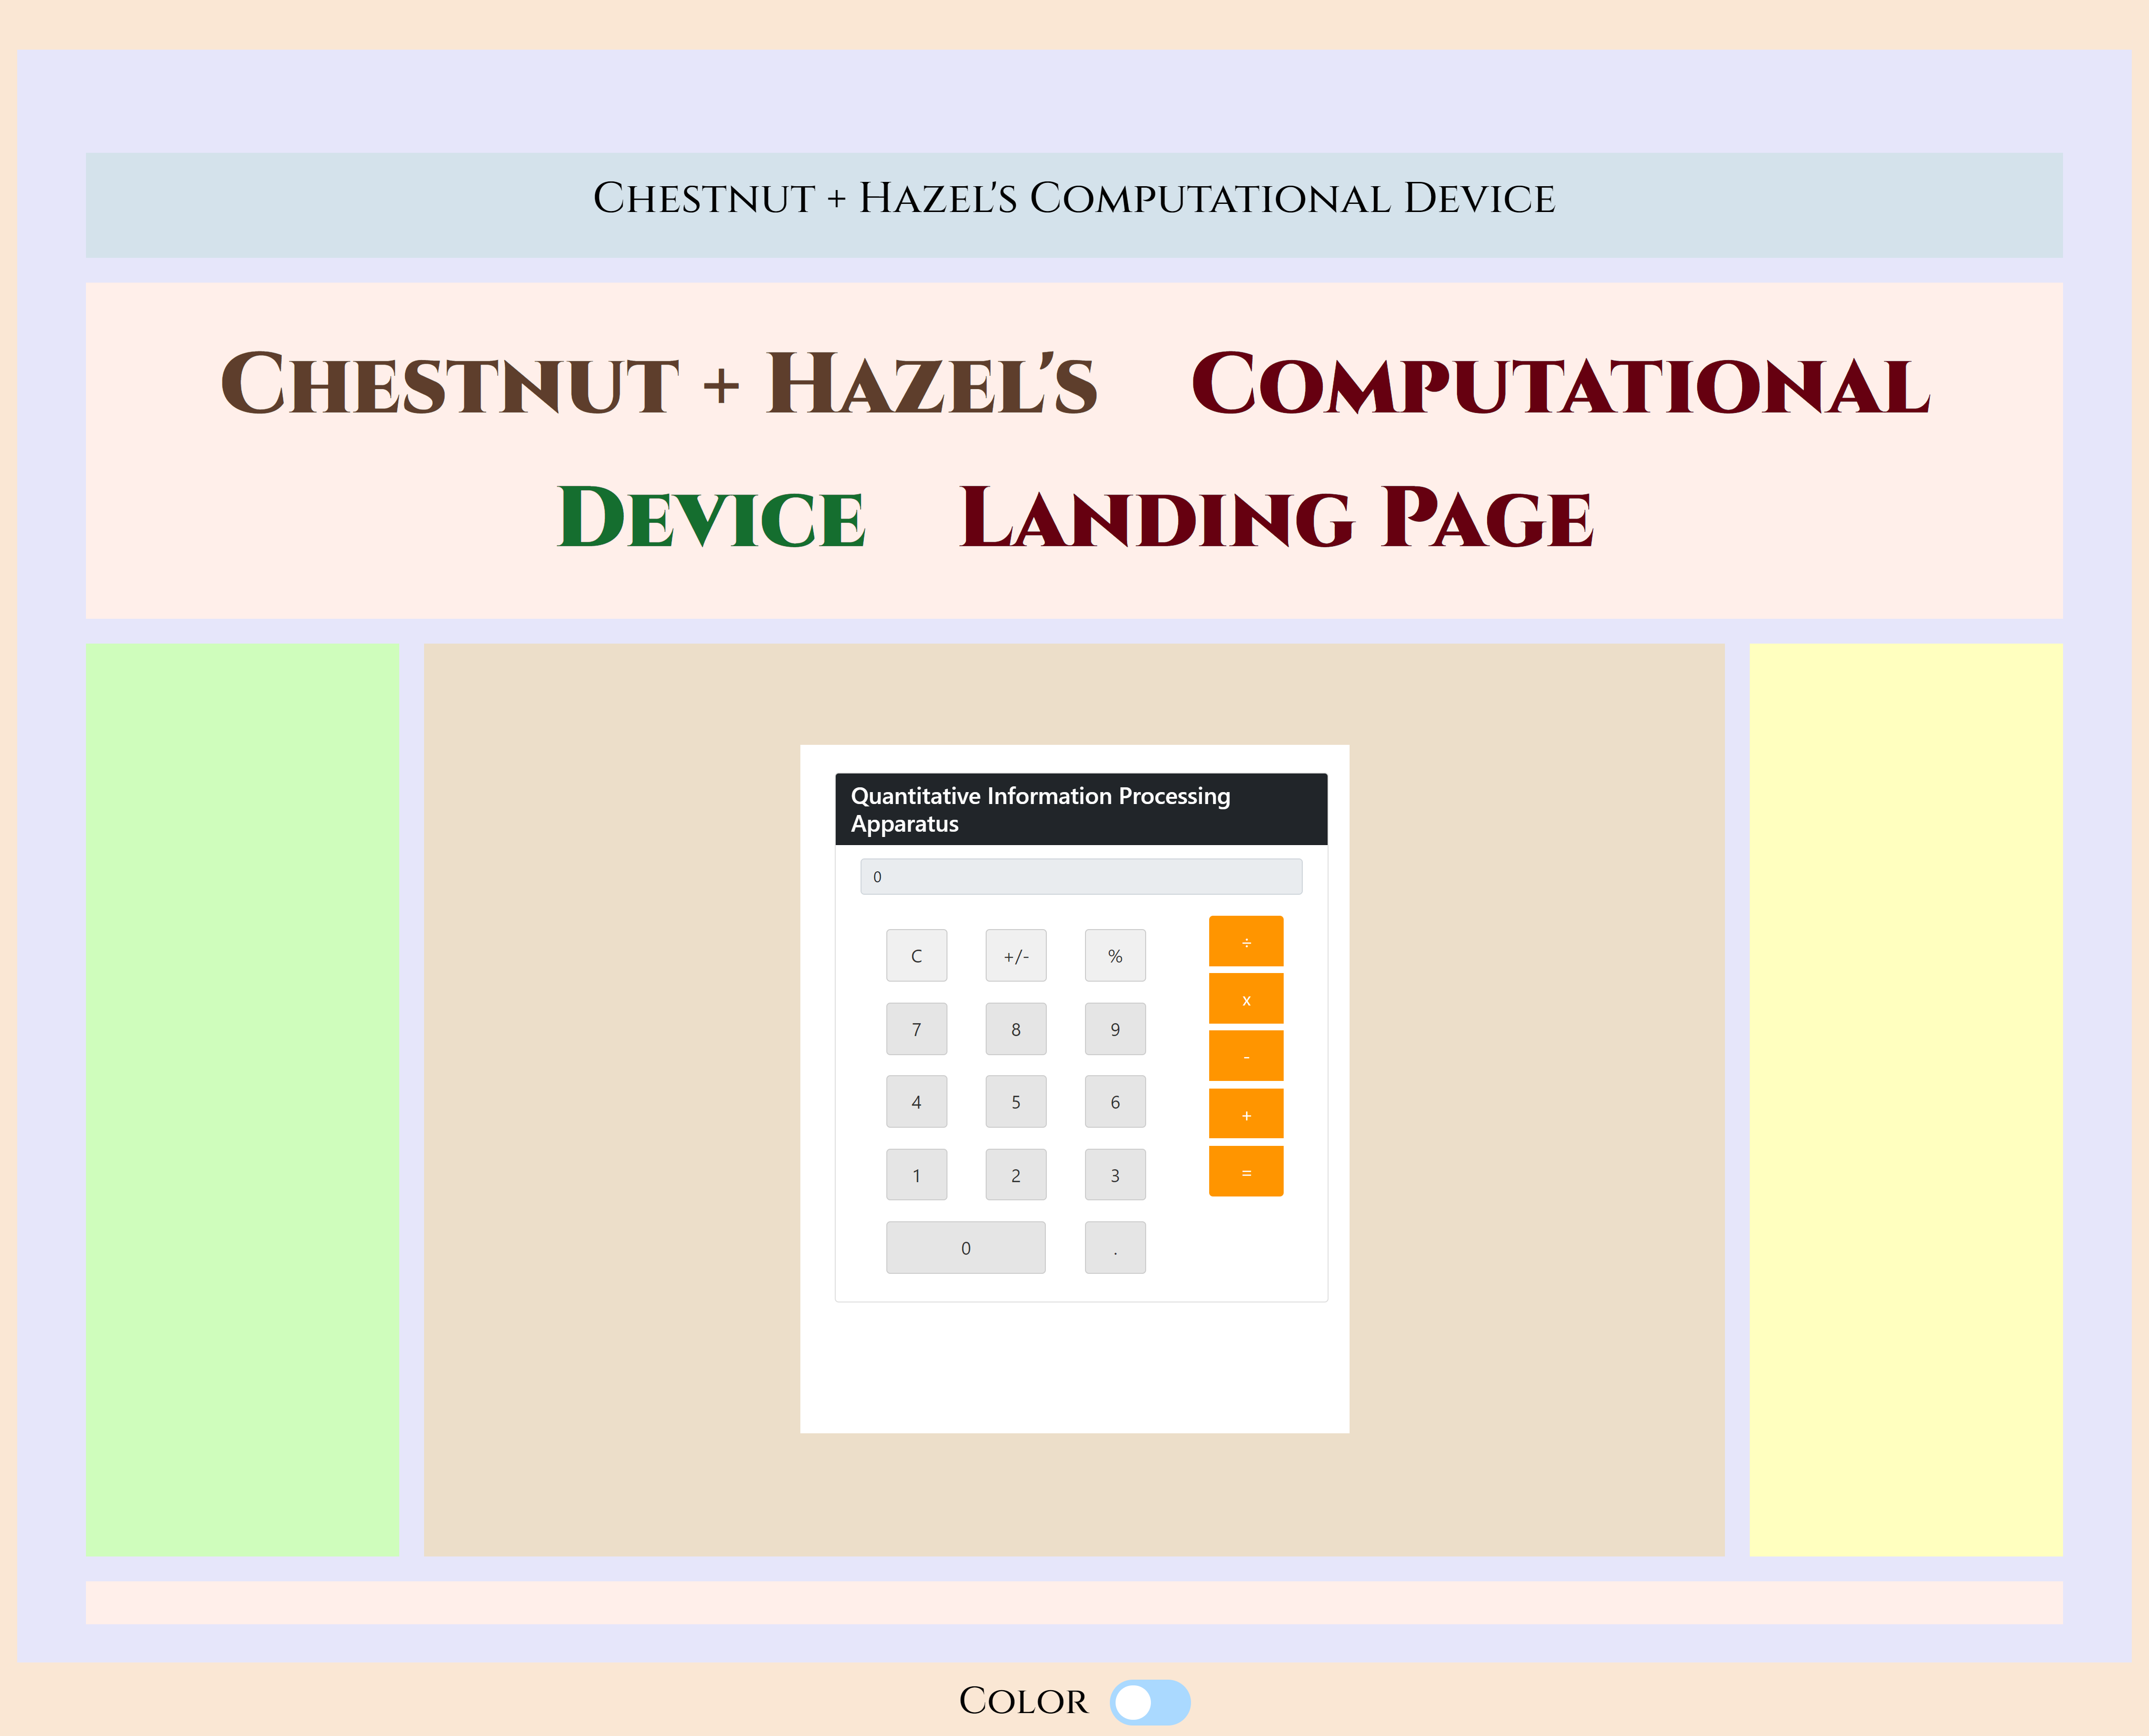 Chestnut + Hazel's Computational Device
Chestnut + Hazel's Computational
Device Landing Page
Quantitative Information Processing
Apparatus
0
C +/- % ÷
x
7 8 9
-
4 5 6 +
1 2 3 =
0 .
Color